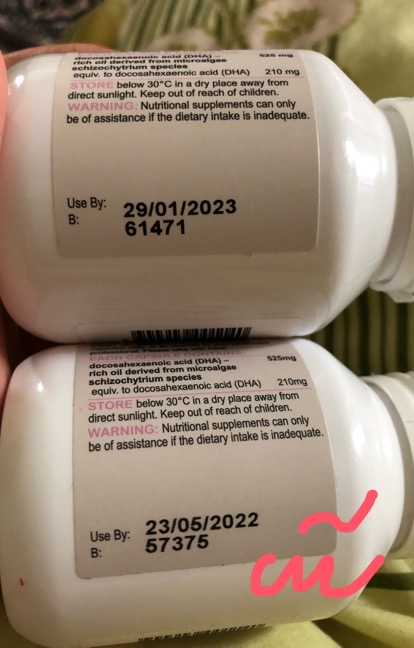 docosahexaenoic acid (DHA) – 525 mg
rich oil derived from microalgae
schizochytrium species
equiv. to docosahexaenoic acid (DHA) 210 mg
STORE below 30°C in a dry place away from
direct sunlight. Keep out of reach of children.
WARNING: Nutritional supplements can only
be of assistance if the dietary intake is inadequate.
Use By: 29/01/2023
B: 61471
EACH CAPSULE CONTAINS
docosahexaenoic acid (DHA) – 525mg
rich oil derived from microalgae
schizochytrium species
equiv. to docosahexaenoic acid (DHA) 210mg
STORE below 30°C in a dry place away from
direct sunlight. Keep out of reach of children.
WARNING: Nutritional supplements can only
be of assistance if the dietary intake is inadequate.
Use By: 23/05/2022
B: 57375